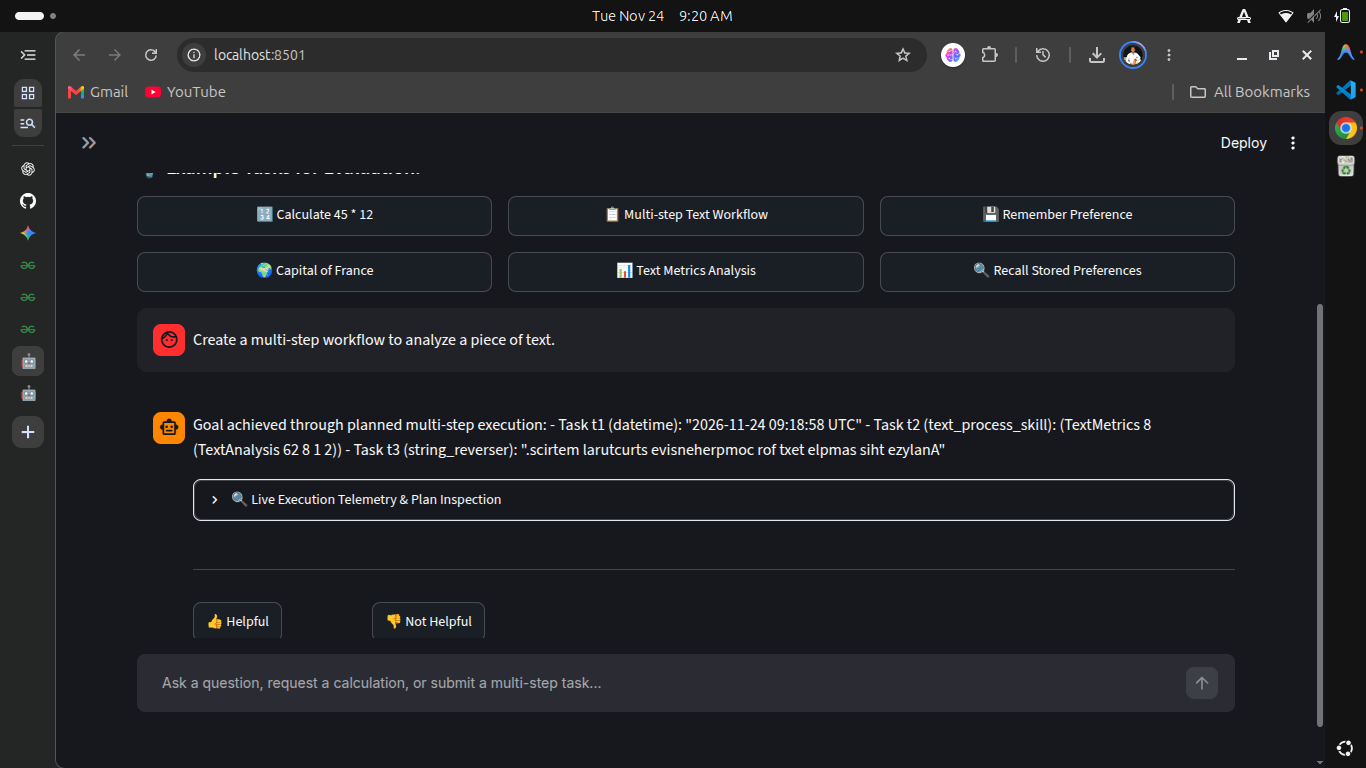 Tue Nov 24 9:20 AM
localhost:8501
Gmail YouTube All Bookmarks
Deploy
Example Tasks for Evaluation:
🔢 Calculate 45 * 12
📋 Multi-step Text Workflow
💾 Remember Preference
🌍 Capital of France
📊 Text Metrics Analysis
🔍 Recall Stored Preferences
Create a multi-step workflow to analyze a piece of text.
Goal achieved through planned multi-step execution: - Task t1 (datetime): "2026-11-24 09:18:58 UTC" - Task t2 (text_process_skill): (TextMetrics 8
(TextAnalysis 62 8 1 2)) - Task t3 (string_reverser): ".scirtem larutcurts evisneherpmoc rof txet elpmas siht ezylanA"
🔍 Live Execution Telemetry & Plan Inspection
👍 Helpful
👎 Not Helpful
Ask a question, request a calculation, or submit a multi-step task...